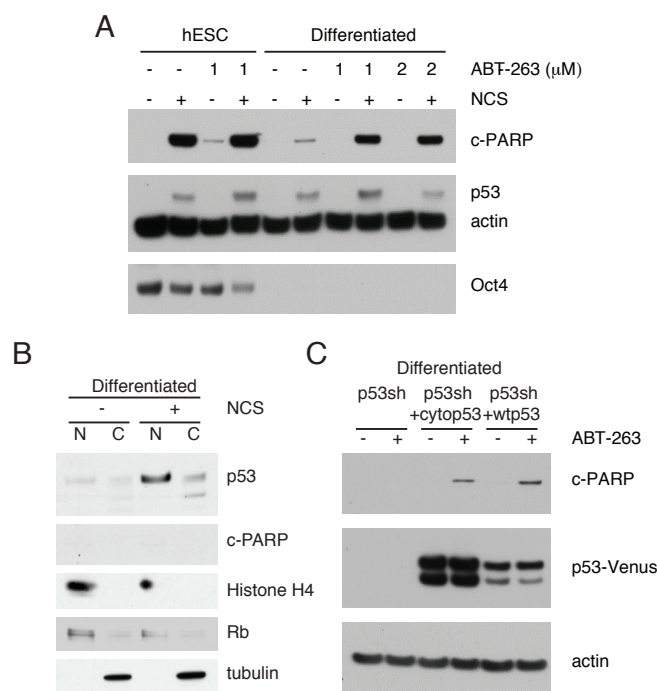 A
hESC Differentiated
- - 1 1 - - 1 1 2 2 ABT-263 (μM)
- + - + - + - + - + NCS
c-PARP
p53
actin
Oct4
B
Differentiated
- + NCS
N C N C
p53
c-PARP
Histone H4
Rb
tubulin
C
Differentiated
p53sh p53sh p53sh
+cytop53 +wtp53
- + - + - + ABT-263
c-PARP
p53-Venus
actin